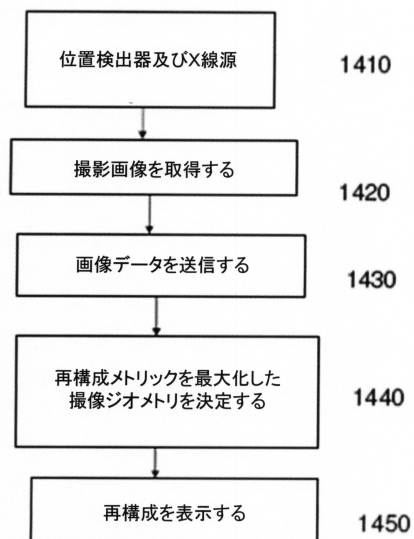 位置検出器及びX線源
1410
撮影画像を取得する
1420
画像データを送信する
1430
再構成メトリックを最大化した
撮像ジオメトリを決定する
1440
再構成を表示する
1450